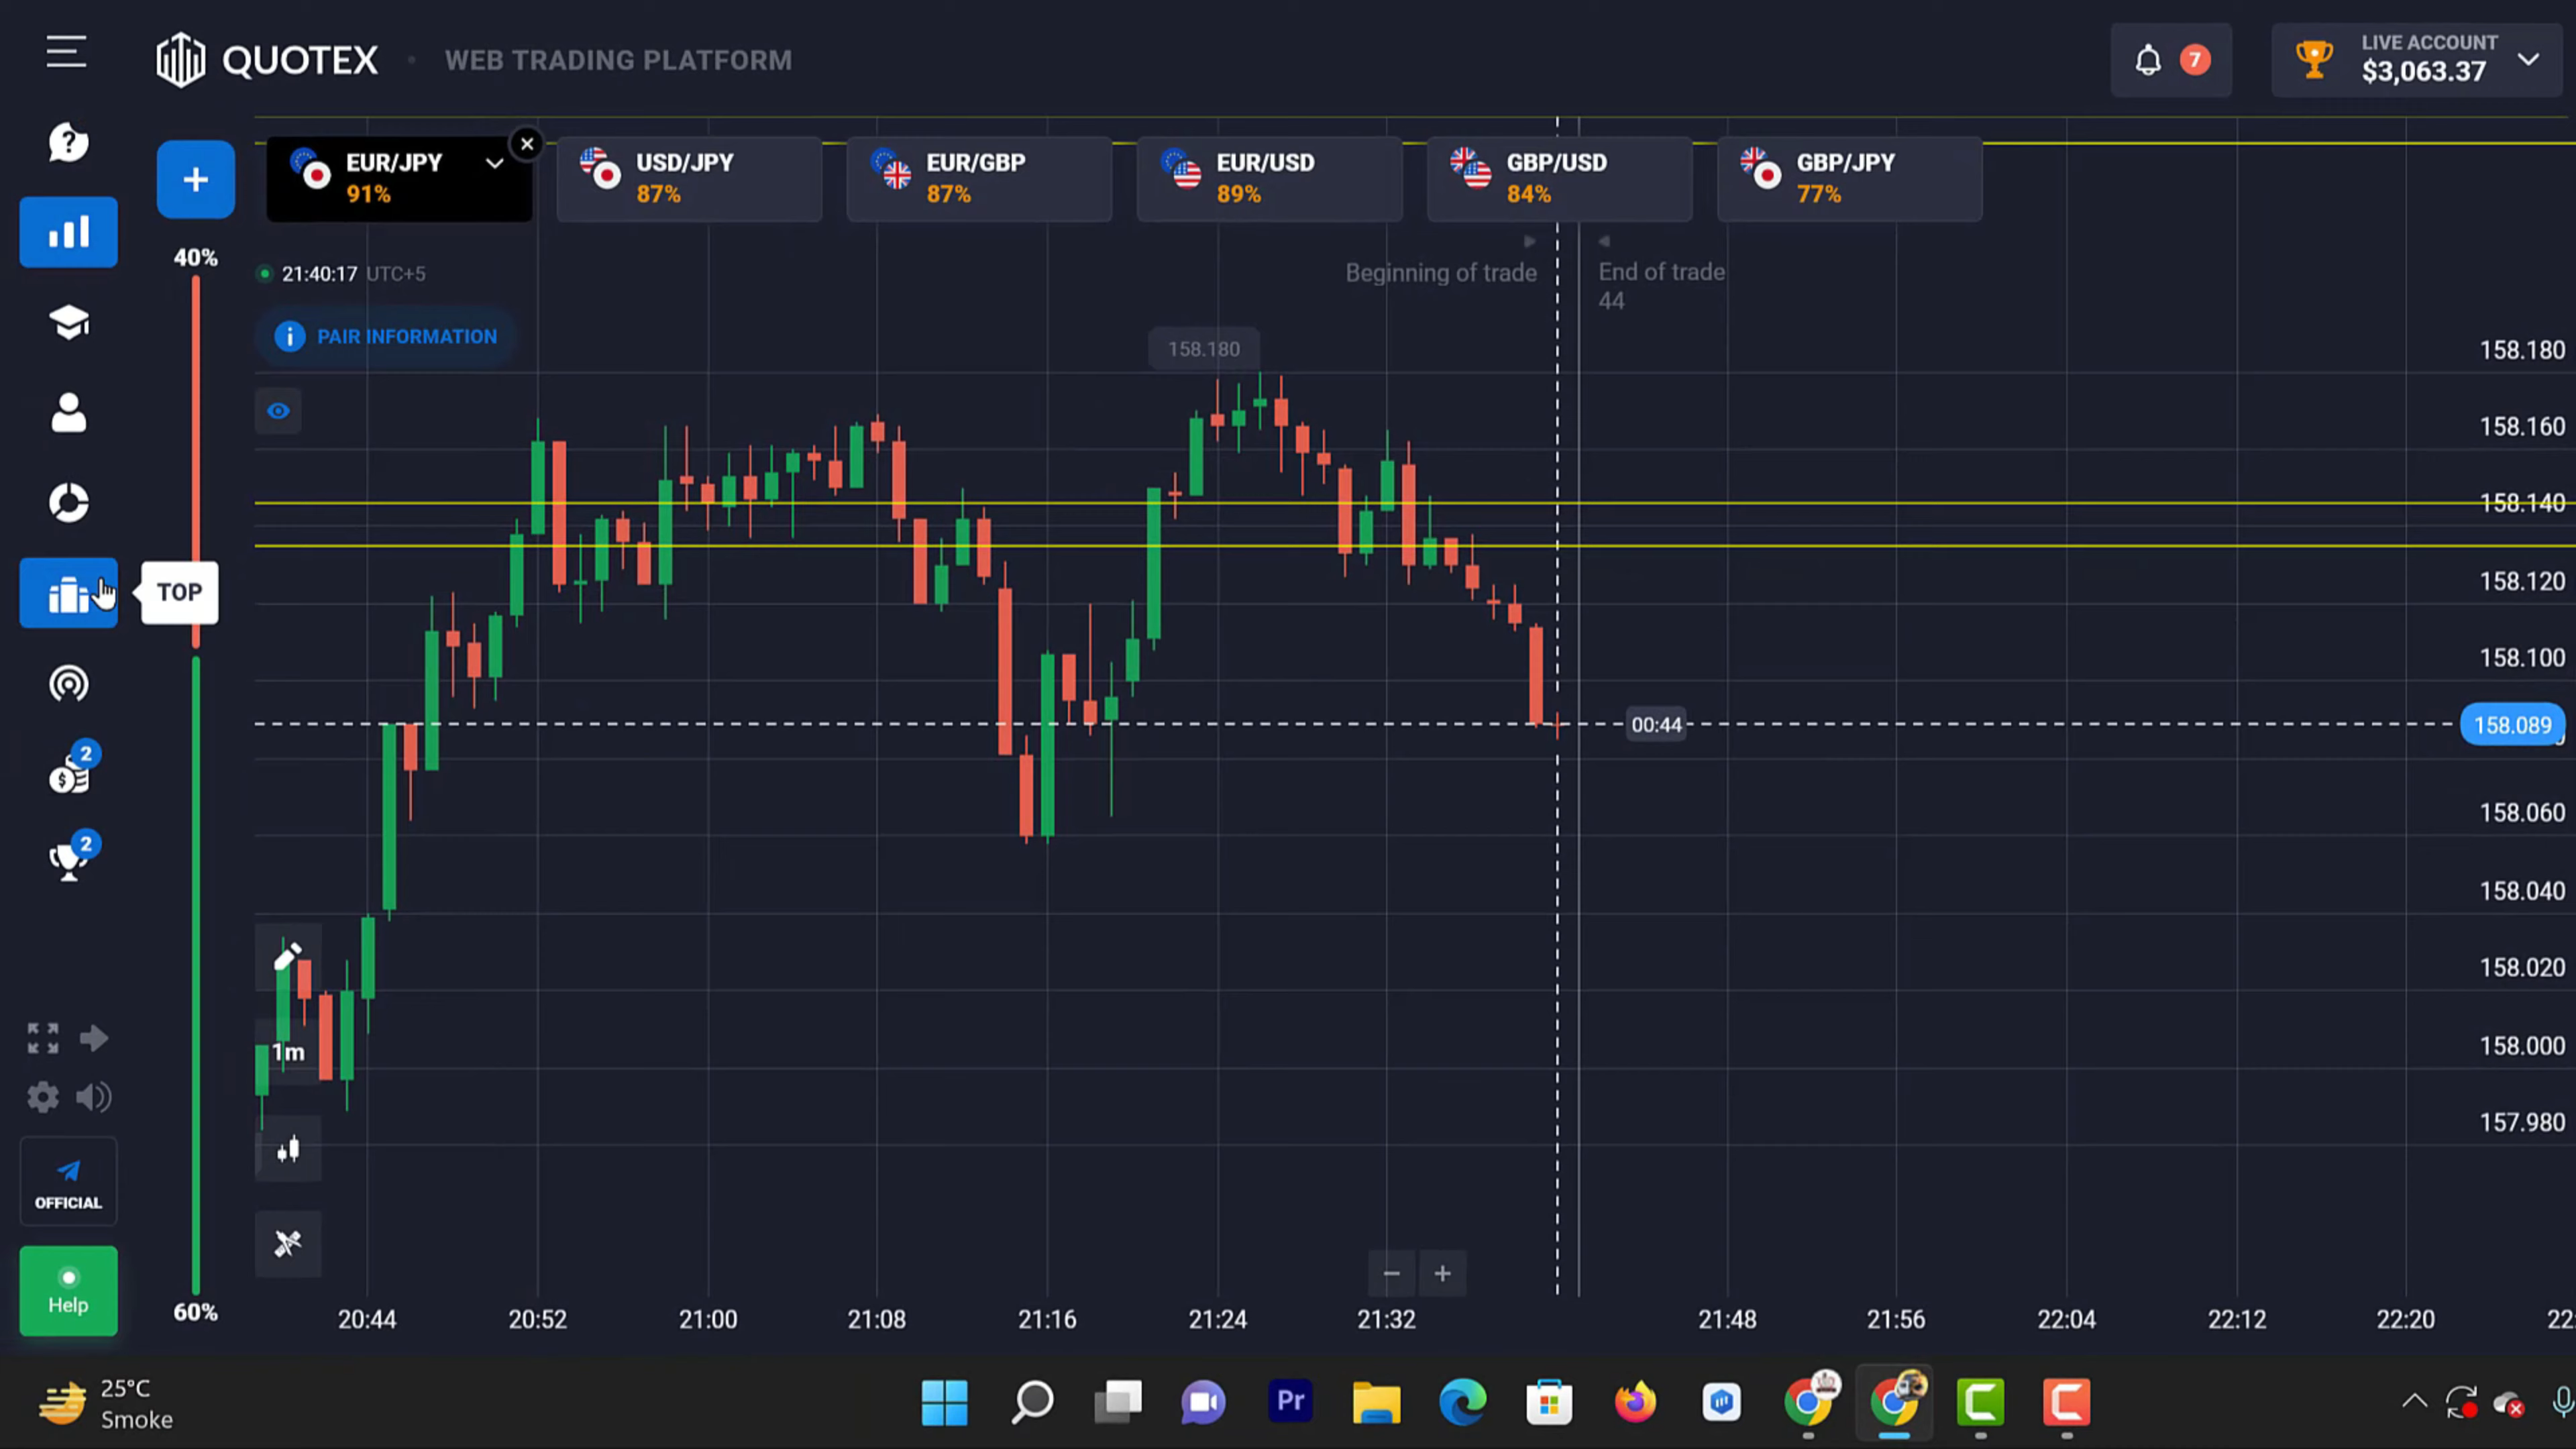 QUOTEX
WEB TRADING PLATFORM
7
LIVE ACCOUNT
$3,063.37
?
+
EUR/JPY
91%
USD/JPY
87%
EUR/GBP
87%
EUR/USD
89%
GBP/USD
84%
GBP/JPY
77%
40%
21:40:17 UTC+5
Beginning of trade
End of trade
44
PAIR INFORMATION
158.180
158.180
158.160
158.140
TOP
158.120
158.100
00:44
158.089
2
158.060
2
158.040
158.020
1m
158.000
157.980
OFFICIAL
Help
60%
20:44
20:52
21:00
21:08
21:16
21:24
21:32
21:48
21:56
22:04
22:12
22:20
22:
25°C
Smoke
Pr